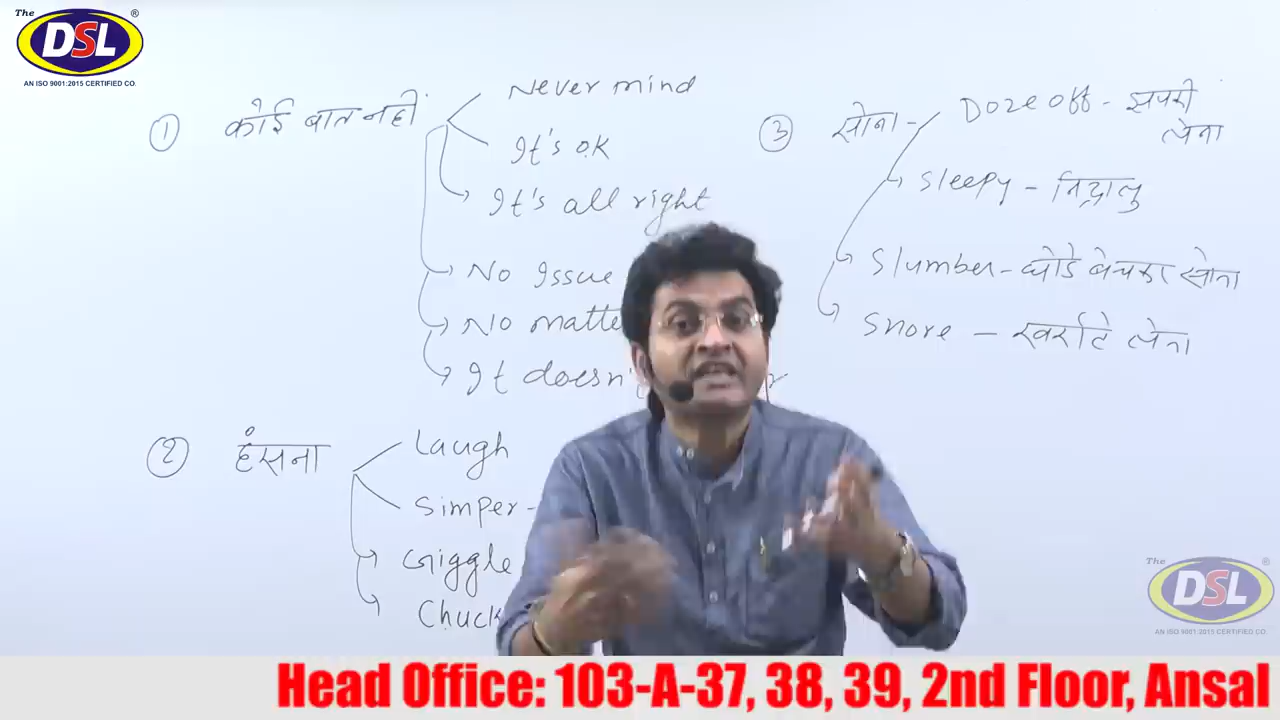 The
DSL
®
AN ISO 9001:2015 CERTIFIED CO.
① कोई बात नहीं
Never mind
It's ok
It's all right
No Issue
No matte
It doesn'
② हंसना
Laugh
Simper -
Giggle
Chuck
③ सोना -
Doze off - झपकी
लेना
Sleepy - निद्रालु
Slumber - घोडे बेचकर सोना
Snore - खर्राटे लेना
The
DSL
®
AN ISO 9001:2015 CERTIFIED CO.
Head Office: 103-A-37, 38, 39, 2nd Floor, Ansal